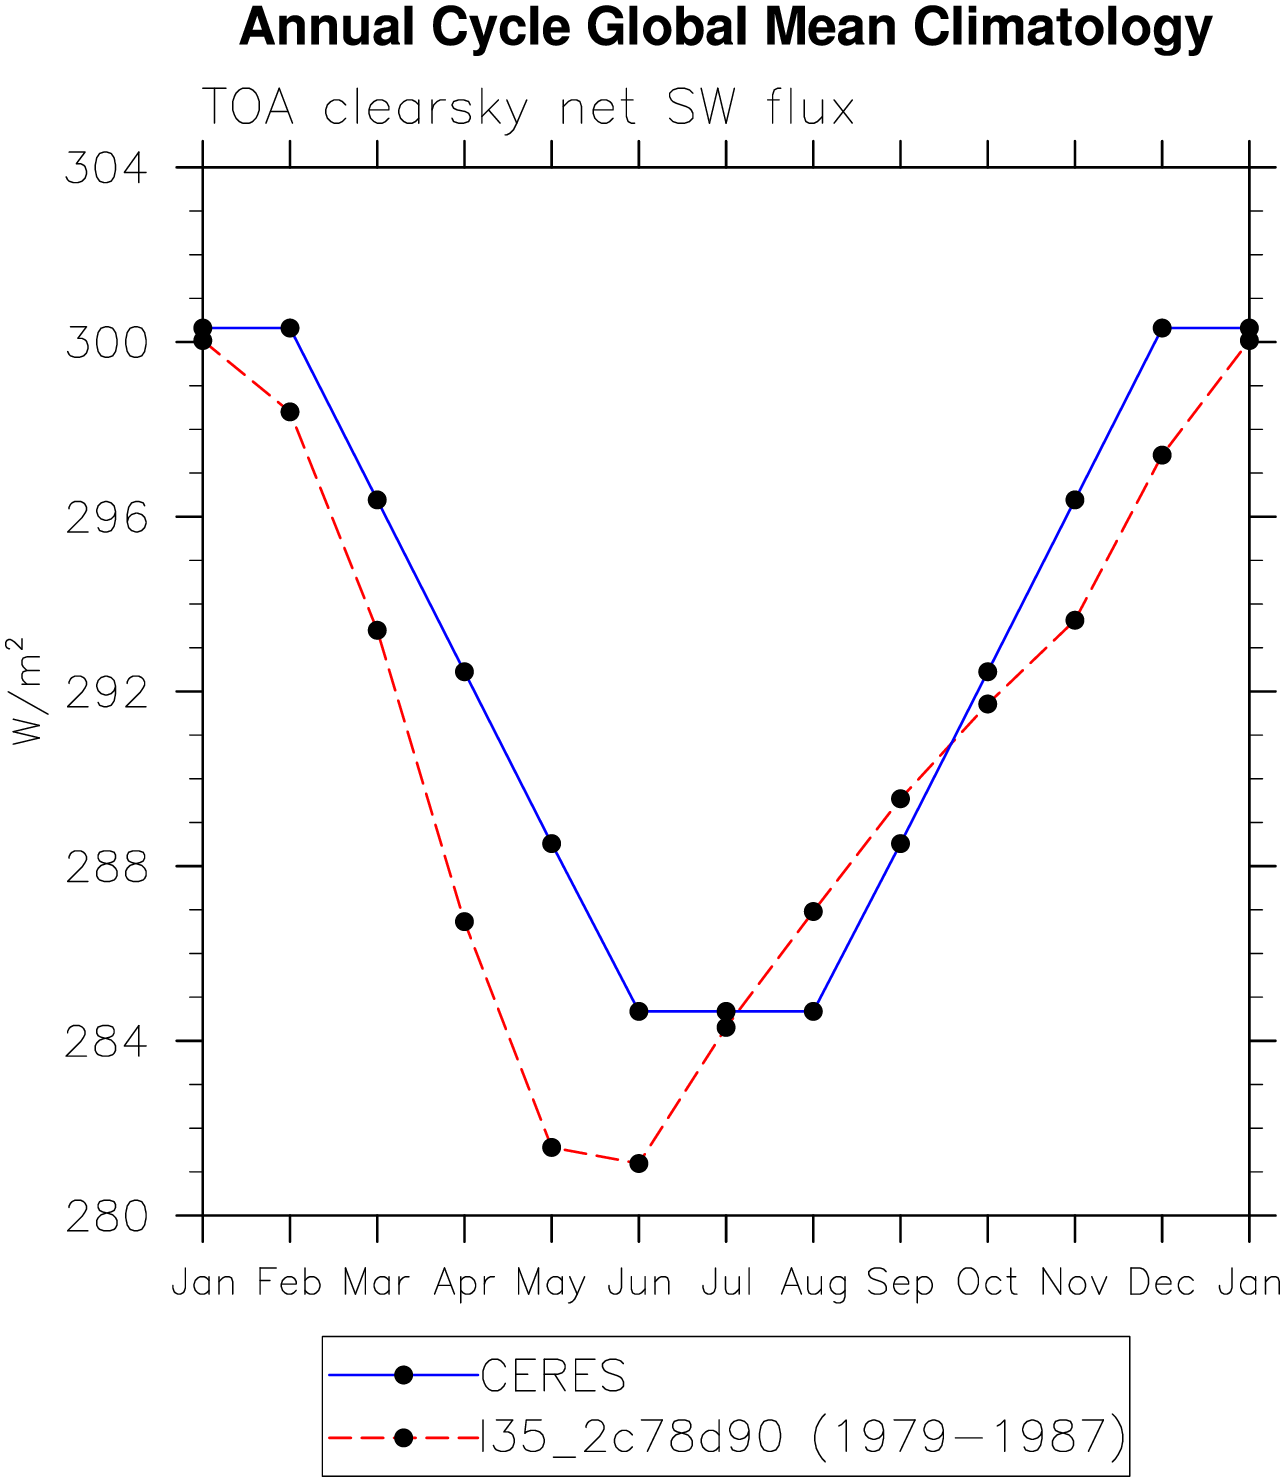 Annual Cycle Global Mean Climatology
TOA clearsky net SW flux
304
300
296
292
288
284
280
W/m²
Jan Feb Mar Apr May Jun Jul Aug Sep Oct Nov Dec Jan
CERES
I35_2c78d90 (1979−1987)